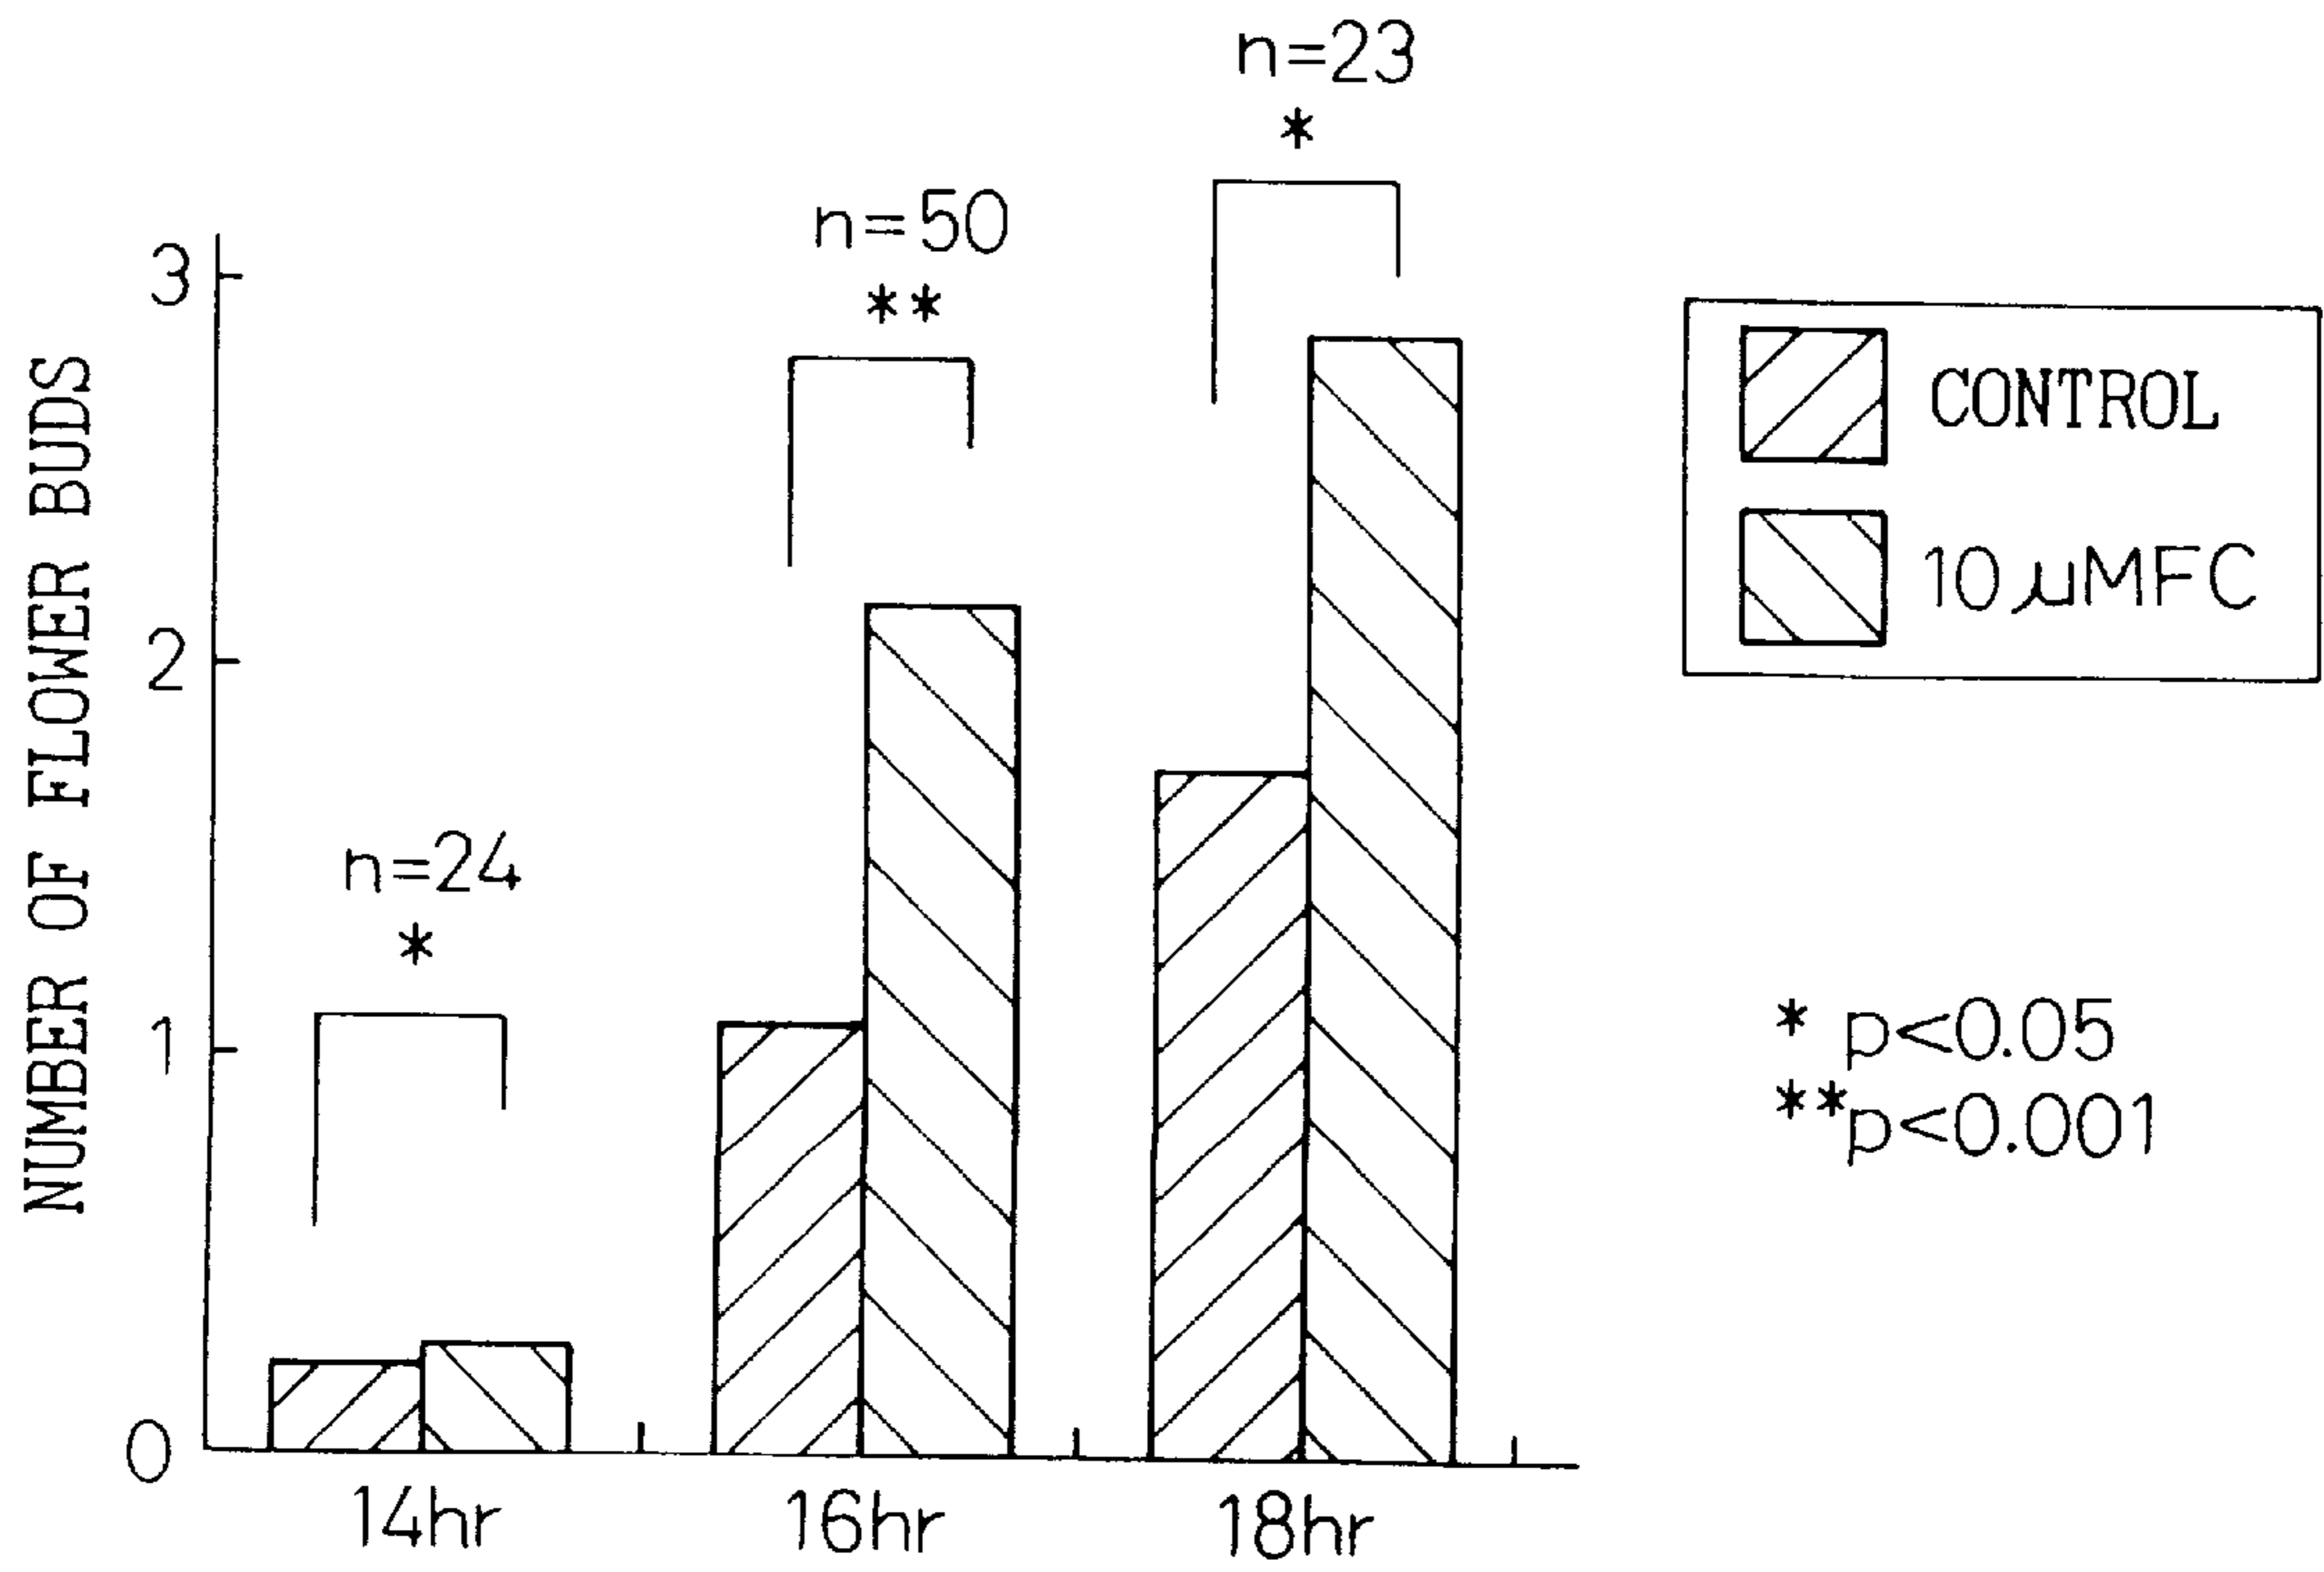 n=23
*
n=50
**
n=24
*
3
2
1
0
NUMBER OF FLOWER BUDS
14hr
16hr
18hr
CONTROL
10 μMFC
* p<0.05
**p<0.001